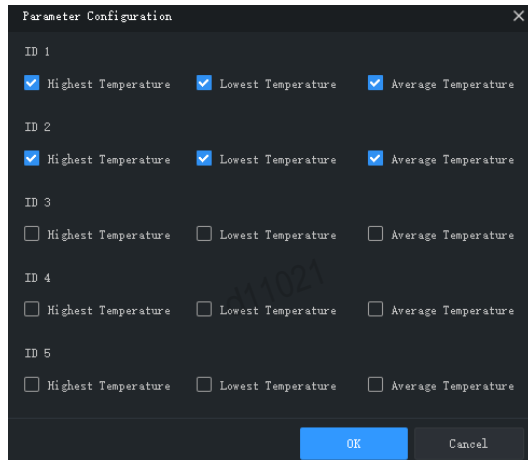 Parameter Configuration
ID 1
Highest Temperature Lowest Temperature Average Temperature
ID 2
Highest Temperature Lowest Temperature Average Temperature
ID 3
Highest Temperature Lowest Temperature Average Temperature
ID 4
Highest Temperature Lowest Temperature Average Temperature
ID 5
Highest Temperature Lowest Temperature Average Temperature
OK Cancel
d11021